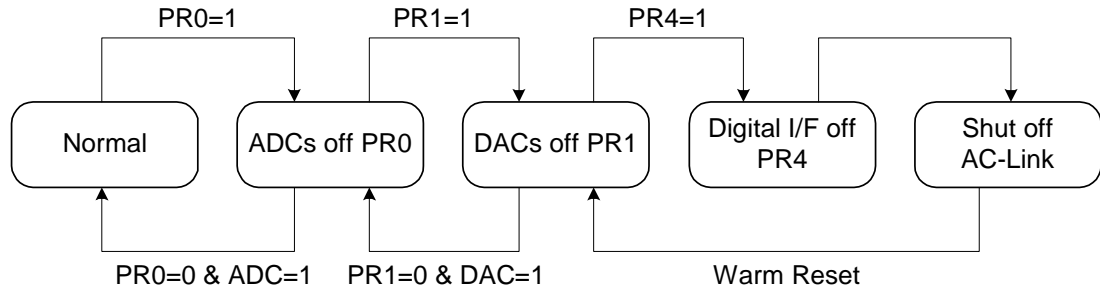 PR0=1
PR1=1
PR4=1
Normal
ADCs off PR0
DACs off PR1
Digital I/F off
PR4
Shut off
AC-Link
PR0=0 & ADC=1
PR1=0 & DAC=1
Warm Reset